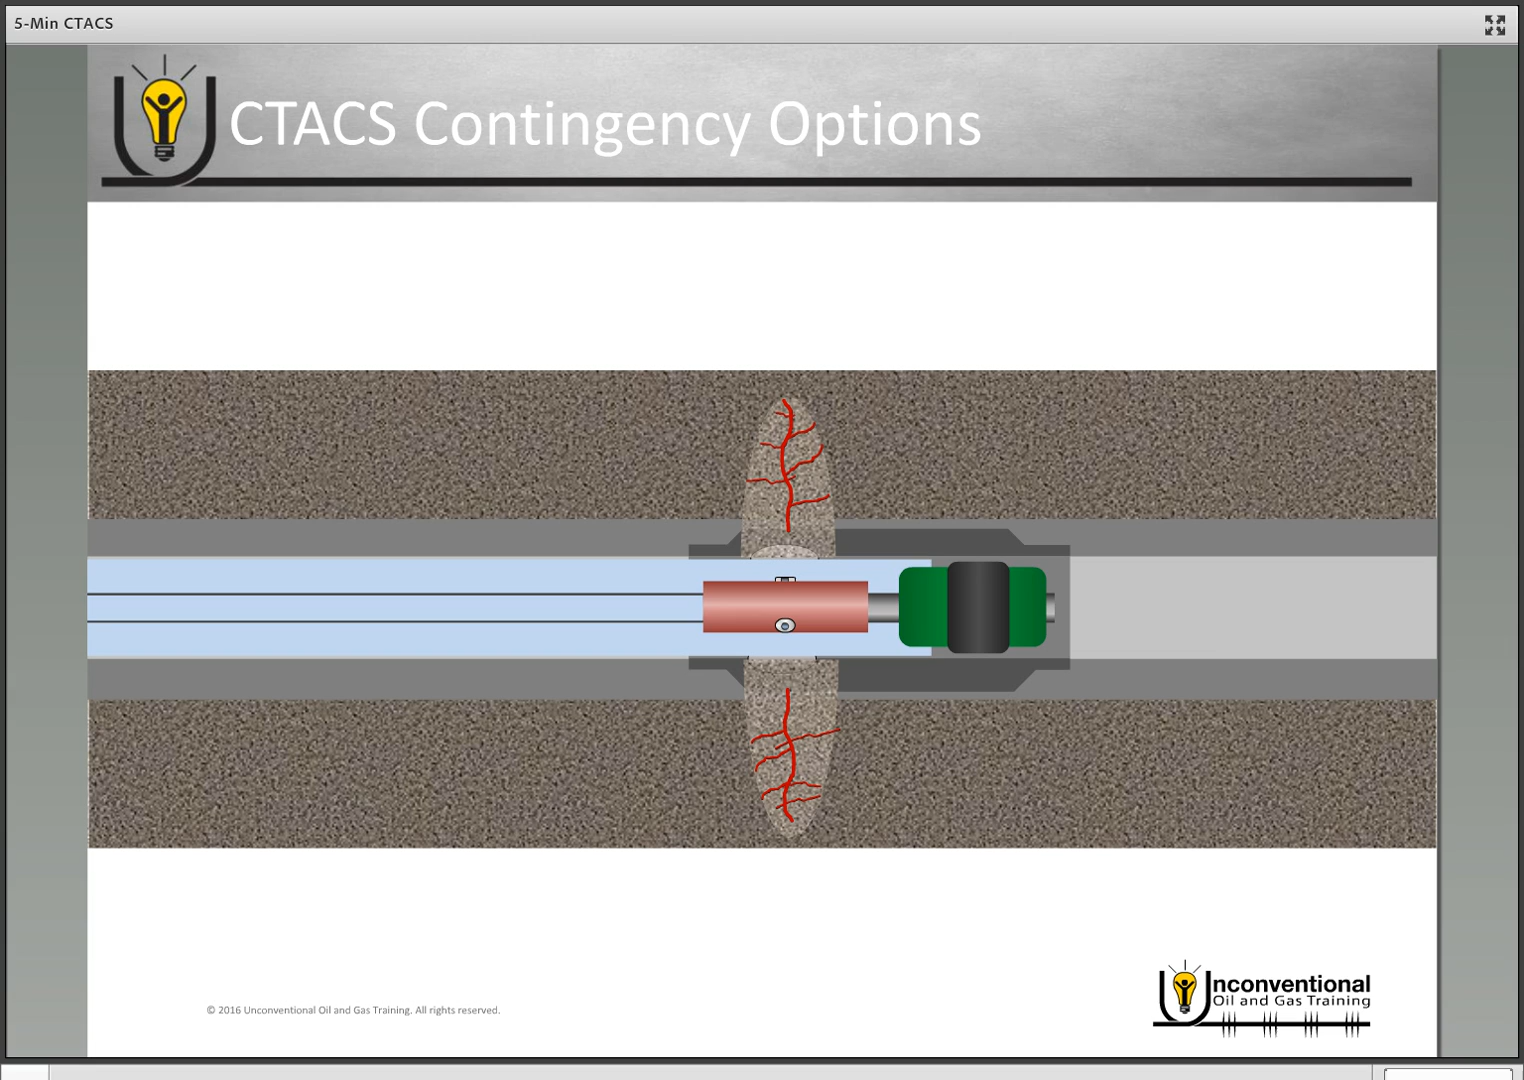 5-Min CTACS
CTACS Contingency Options
© 2016 Unconventional Oil and Gas Training. All rights reserved.
Unconventional
Oil and Gas Training